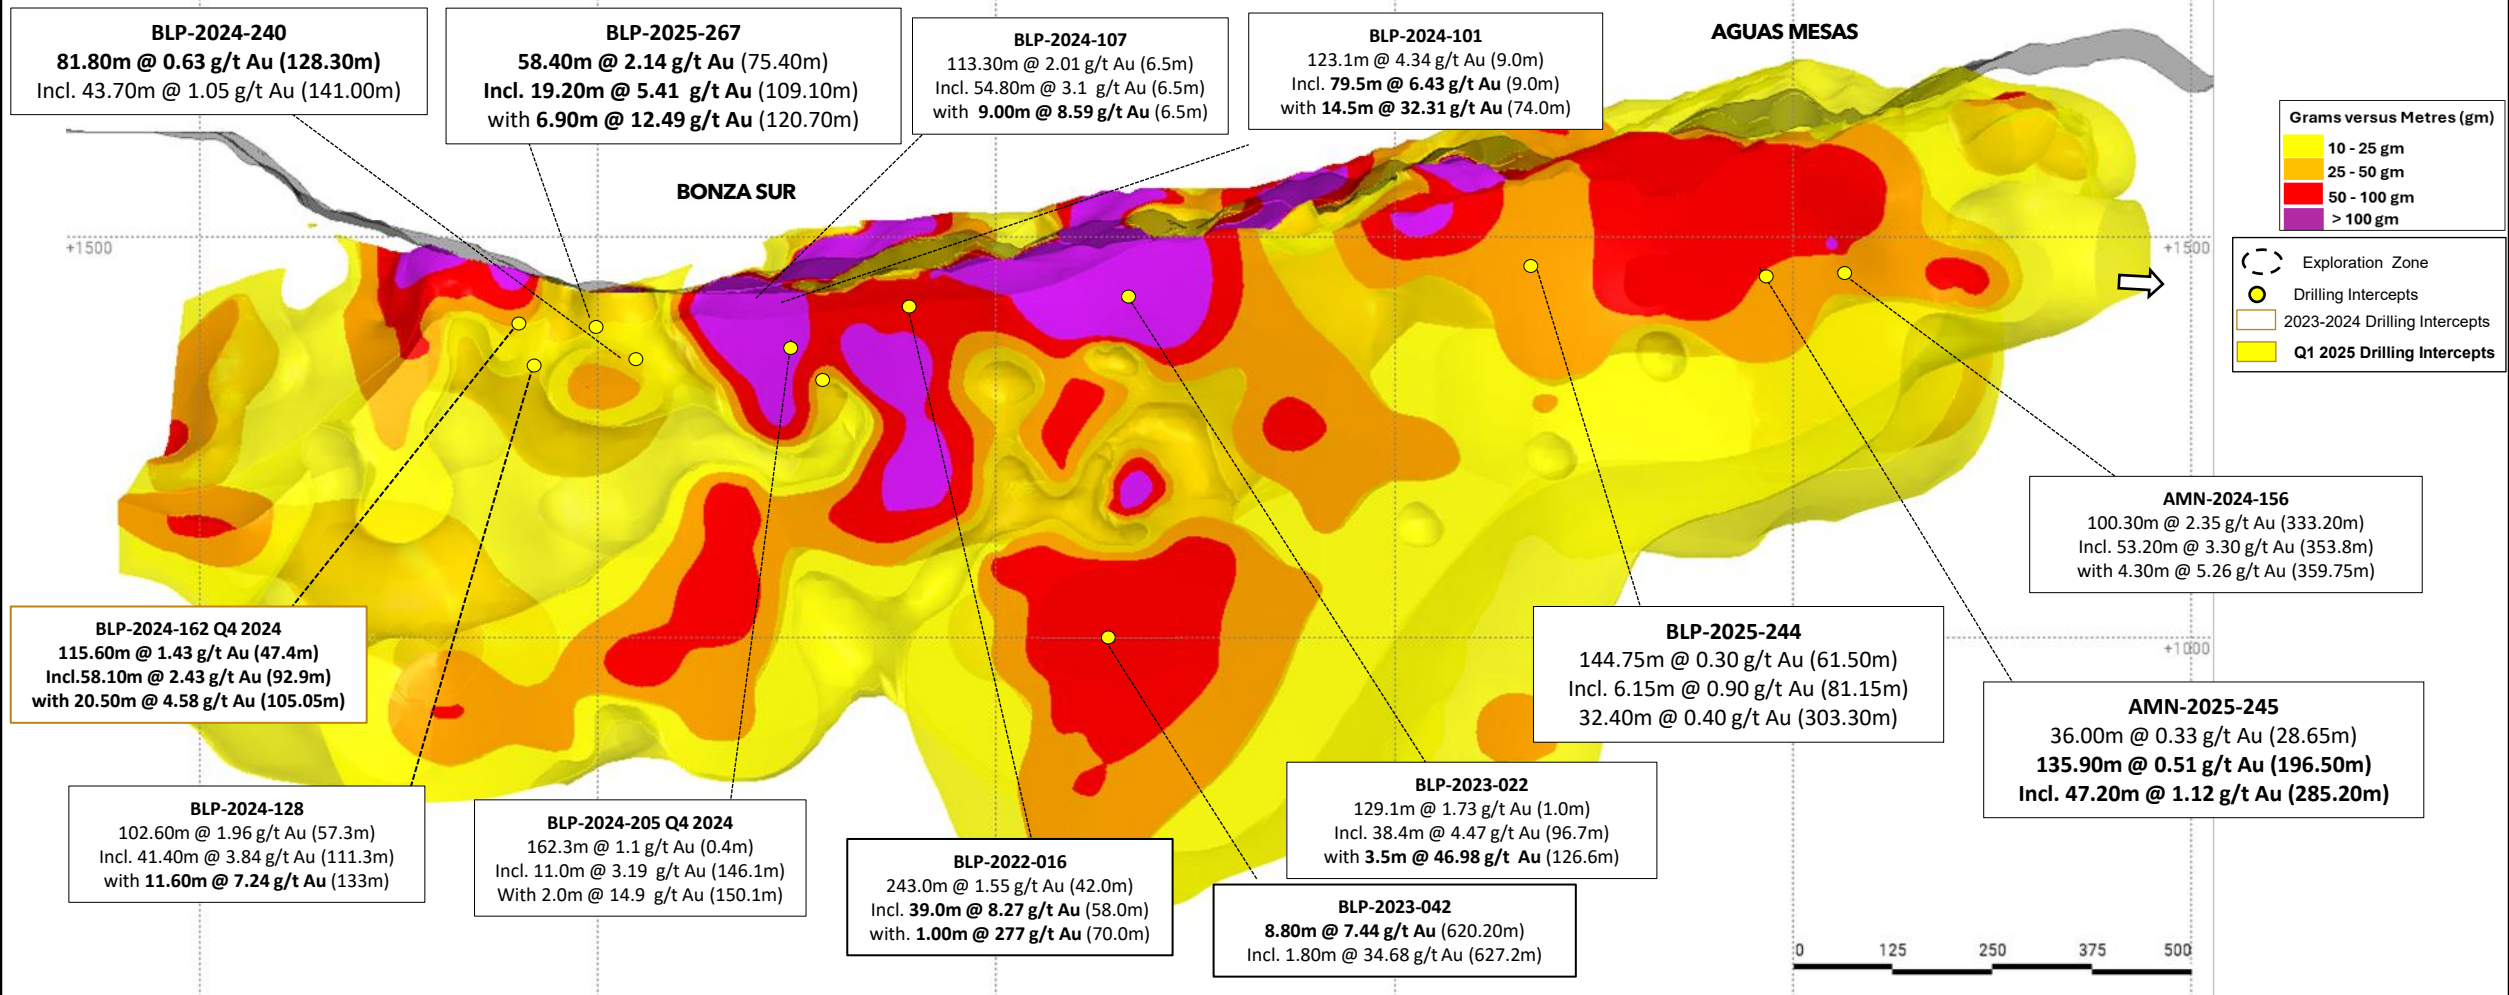 BLP-2024-240
81.80m @ 0.63 g/t Au (128.30m)
Incl. 43.70m @ 1.05 g/t Au (141.00m)
BLP-2025-267
58.40m @ 2.14 g/t Au (75.40m)
Incl. 19.20m @ 5.41 g/t Au (109.10m)
with 6.90m @ 12.49 g/t Au (120.70m)
BLP-2024-107
113.30m @ 2.01 g/t Au (6.5m)
Incl. 54.80m @ 3.1 g/t Au (6.5m)
with 9.00m @ 8.59 g/t Au (6.5m)
BLP-2024-101
123.1m @ 4.34 g/t Au (9.0m)
Incl. 79.5m @ 6.43 g/t Au (9.0m)
with 14.5m @ 32.31 g/t Au (74.0m)
AGUAS MESAS
BONZA SUR
Grams versus Metres (gm)
10 - 25 gm
25 - 50 gm
50 - 100 gm
> 100 gm
Exploration Zone
Drilling Intercepts
2023-2024 Drilling Intercepts
Q1 2025 Drilling Intercepts
+1500
+1500
+1000
AMN-2024-156
100.30m @ 2.35 g/t Au (333.20m)
Incl. 53.20m @ 3.30 g/t Au (353.8m)
with 4.30m @ 5.26 g/t Au (359.75m)
BLP-2024-162 Q4 2024
115.60m @ 1.43 g/t Au (47.4m)
Incl.58.10m @ 2.43 g/t Au (92.9m)
with 20.50m @ 4.58 g/t Au (105.05m)
BLP-2025-244
144.75m @ 0.30 g/t Au (61.50m)
Incl. 6.15m @ 0.90 g/t Au (81.15m)
32.40m @ 0.40 g/t Au (303.30m)
AMN-2025-245
36.00m @ 0.33 g/t Au (28.65m)
135.90m @ 0.51 g/t Au (196.50m)
Incl. 47.20m @ 1.12 g/t Au (285.20m)
BLP-2024-128
102.60m @ 1.96 g/t Au (57.3m)
Incl. 41.40m @ 3.84 g/t Au (111.3m)
with 11.60m @ 7.24 g/t Au (133m)
BLP-2024-205 Q4 2024
162.3m @ 1.1 g/t Au (0.4m)
Incl. 11.0m @ 3.19 g/t Au (146.1m)
With 2.0m @ 14.9 g/t Au (150.1m)
BLP-2022-016
243.0m @ 1.55 g/t Au (42.0m)
Incl. 39.0m @ 8.27 g/t Au (58.0m)
with. 1.00m @ 277 g/t Au (70.0m)
BLP-2023-022
129.1m @ 1.73 g/t Au (1.0m)
Incl. 38.4m @ 4.47 g/t Au (96.7m)
with 3.5m @ 46.98 g/t Au (126.6m)
BLP-2023-042
8.80m @ 7.44 g/t Au (620.20m)
Incl. 1.80m @ 34.68 g/t Au (627.2m)
0 125 250 375 500